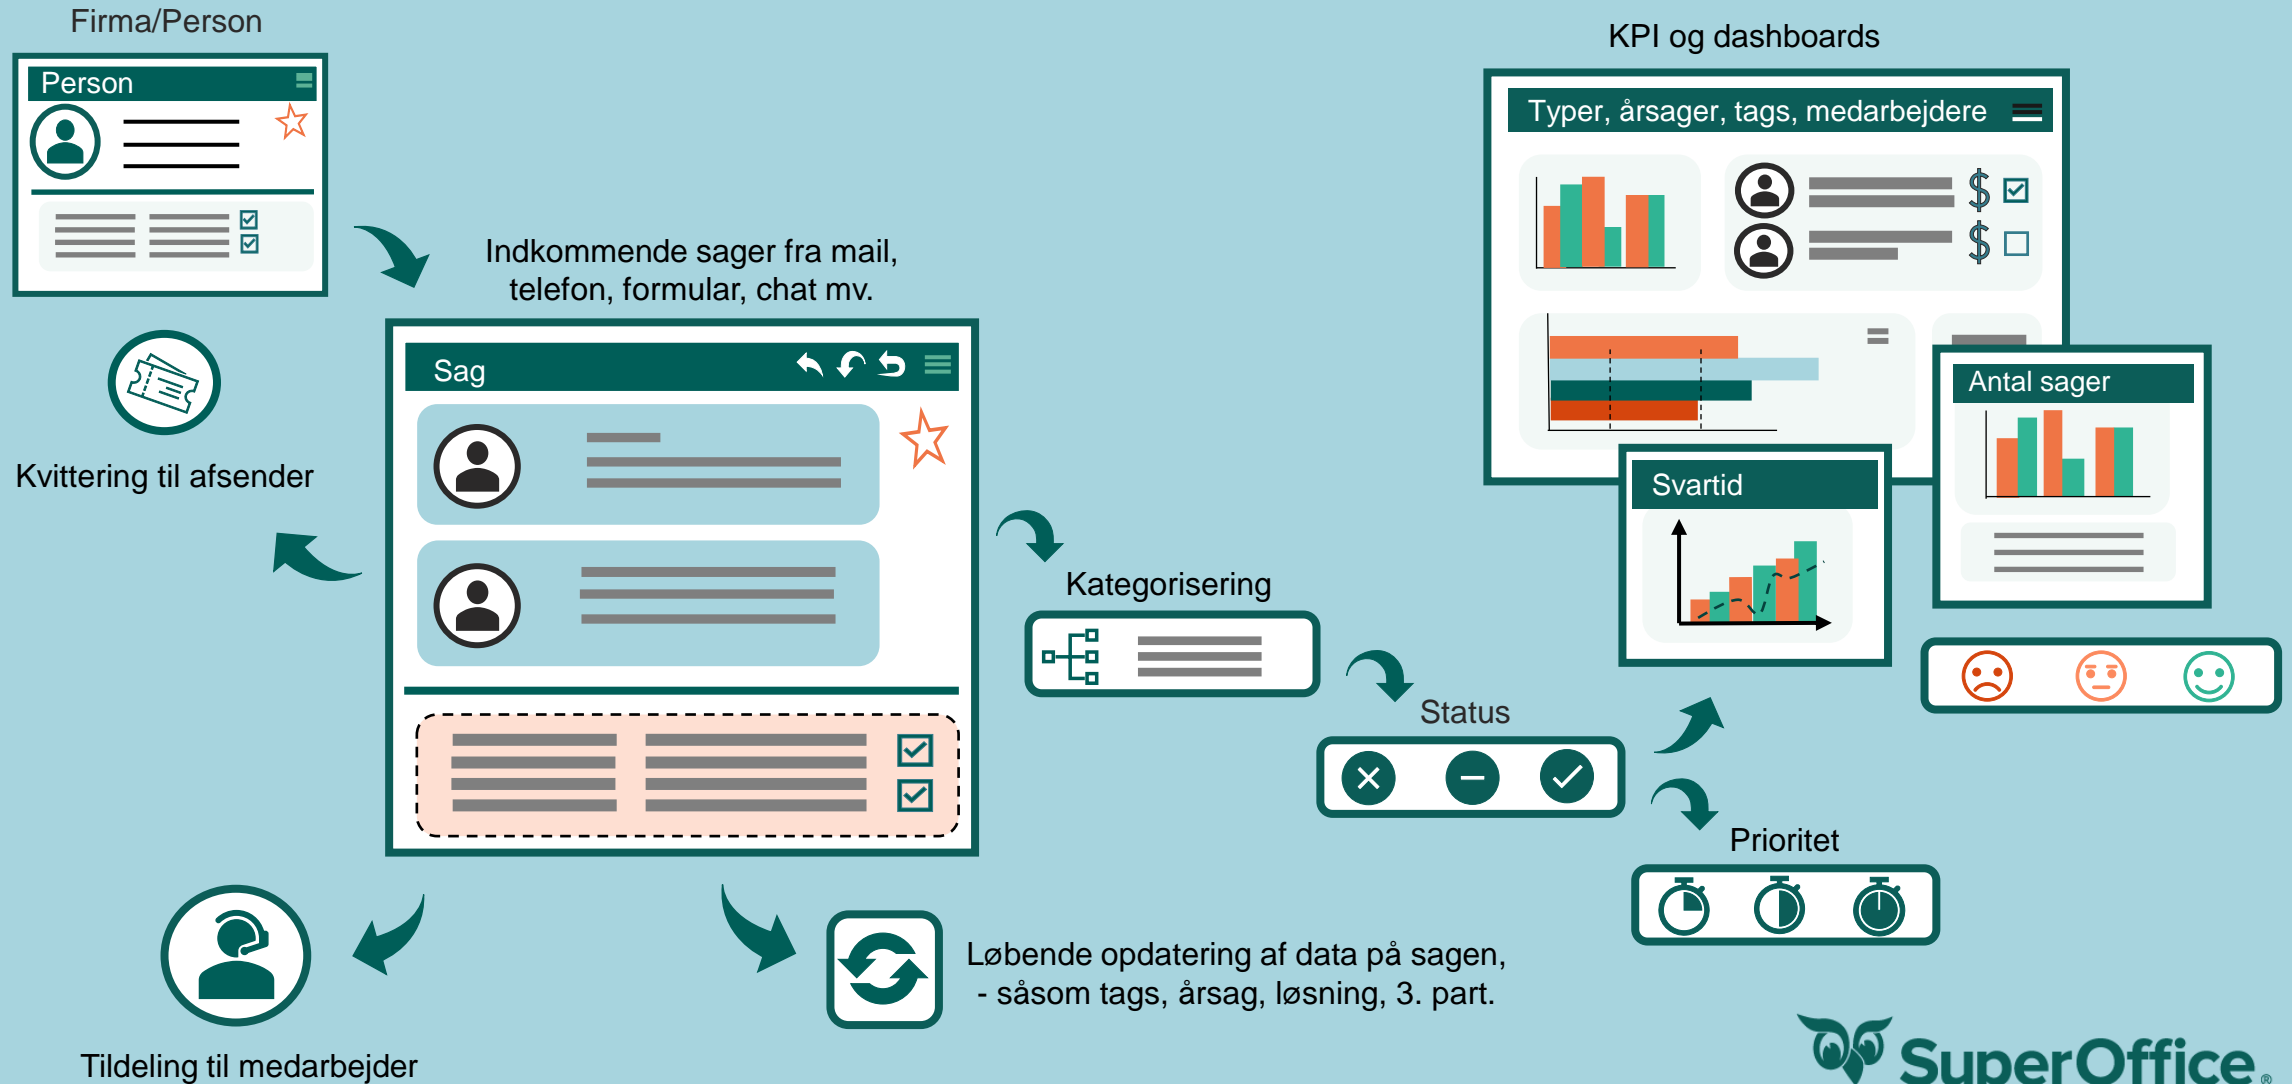 Firma/Person
Person
Indkommende sager fra mail,
telefon, formular, chat mv.
Sag
Kvittering til afsender
Tildeling til medarbejder
Løbende opdatering af data på sagen,
- såsom tags, årsag, løsning, 3. part.
Kategorisering
Status
Prioritet
KPI og dashboards
Typer, årsager, tags, medarbejdere
$
$
Antal sager
Svartid
SuperOffice®